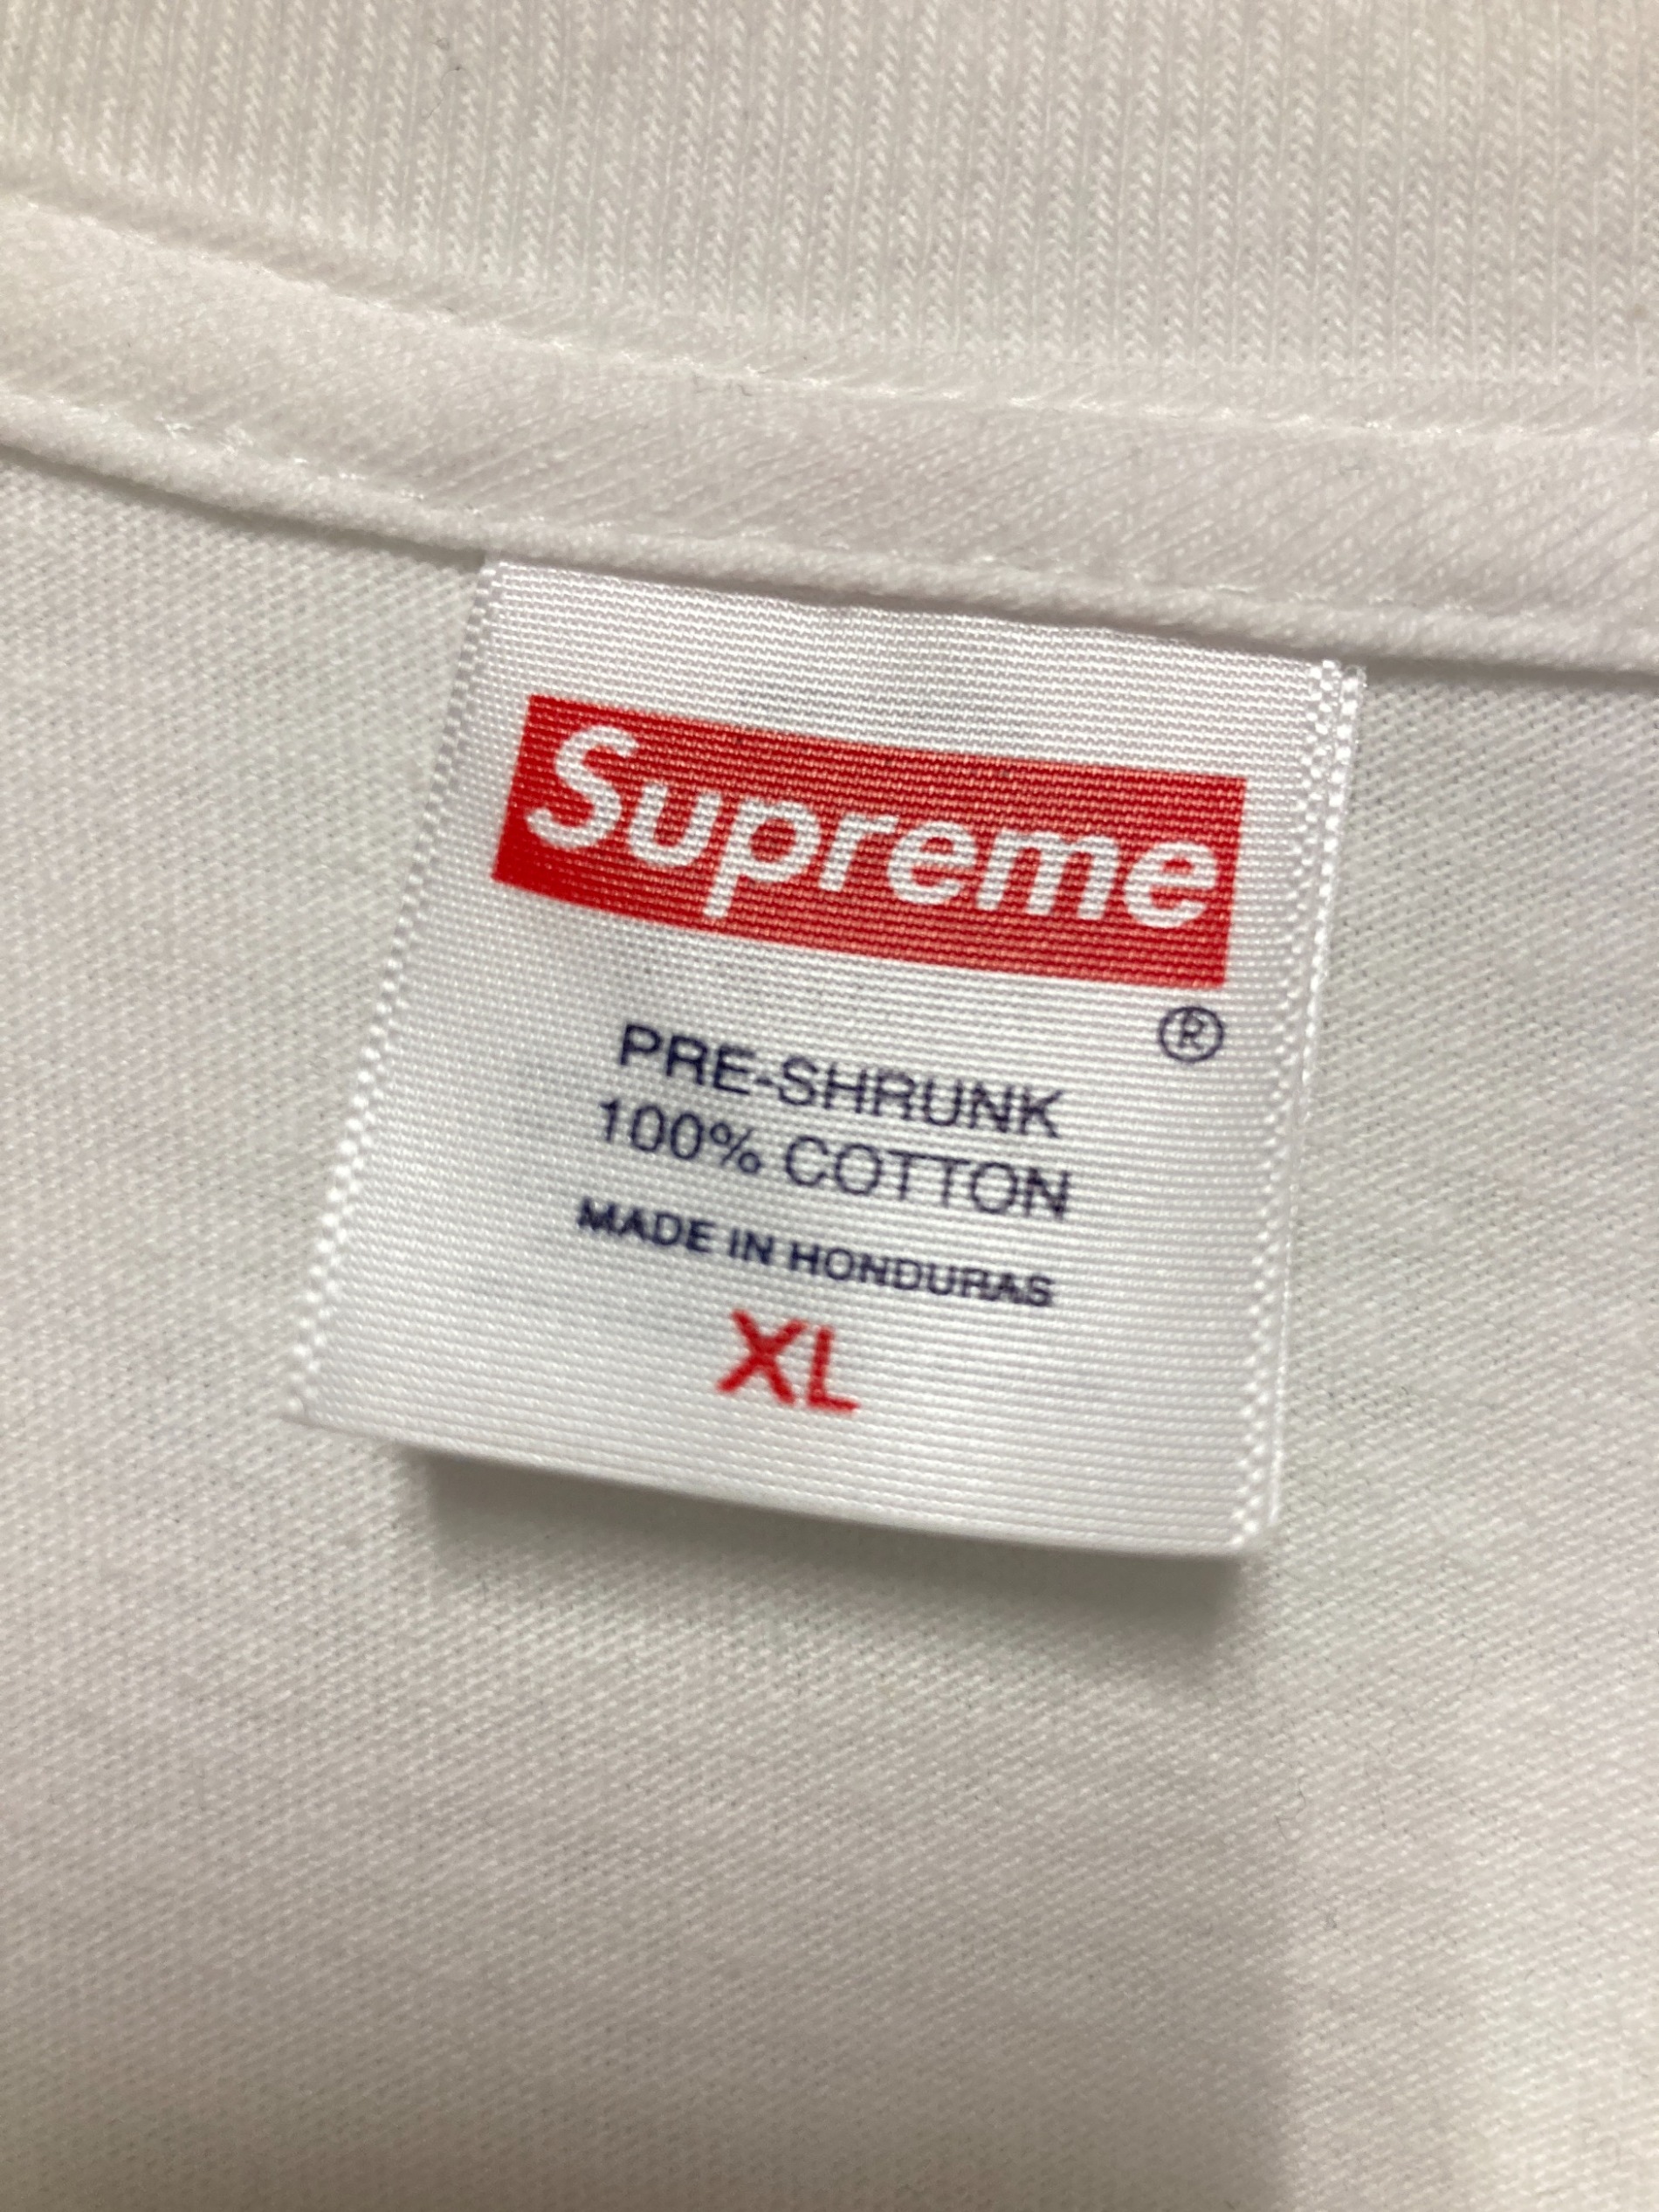 Supreme
®
PRE-SHRUNK
100% COTTON
MADE IN HONDURAS
XL